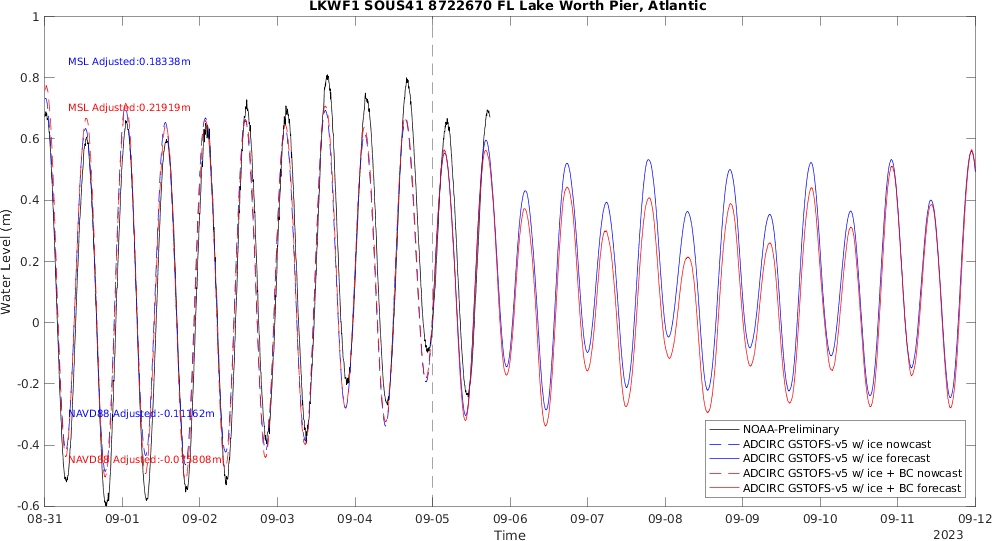 LKWF1 SOUS41 8722670 FL Lake Worth Pier, Atlantic
1
0.8
0.6
0.4
0.2
0
-0.2
-0.4
-0.6
Water Level (m)
MSL Adjusted:0.18338m
MSL Adjusted:0.21919m
NAVD88 Adjusted:-0.11162m
NAVD88 Adjusted:-0.075808m
NOAA-Preliminary
ADCIRC GSTOFS-v5 w/ ice nowcast
ADCIRC GSTOFS-v5 w/ ice forecast
ADCIRC GSTOFS-v5 w/ ice + BC nowcast
ADCIRC GSTOFS-v5 w/ ice + BC forecast
08-31 09-01 09-02 09-03 09-04 09-05 09-06 09-07 09-08 09-09 09-10 09-11 09-12
Time
2023